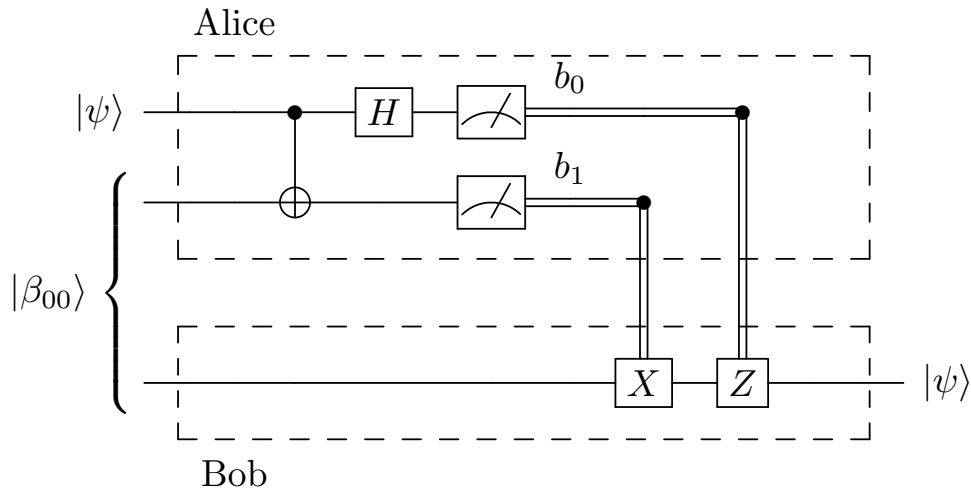 Alice
|ψ⟩ H b₀
b₁
|β₀₀⟩
X Z |ψ⟩
Bob